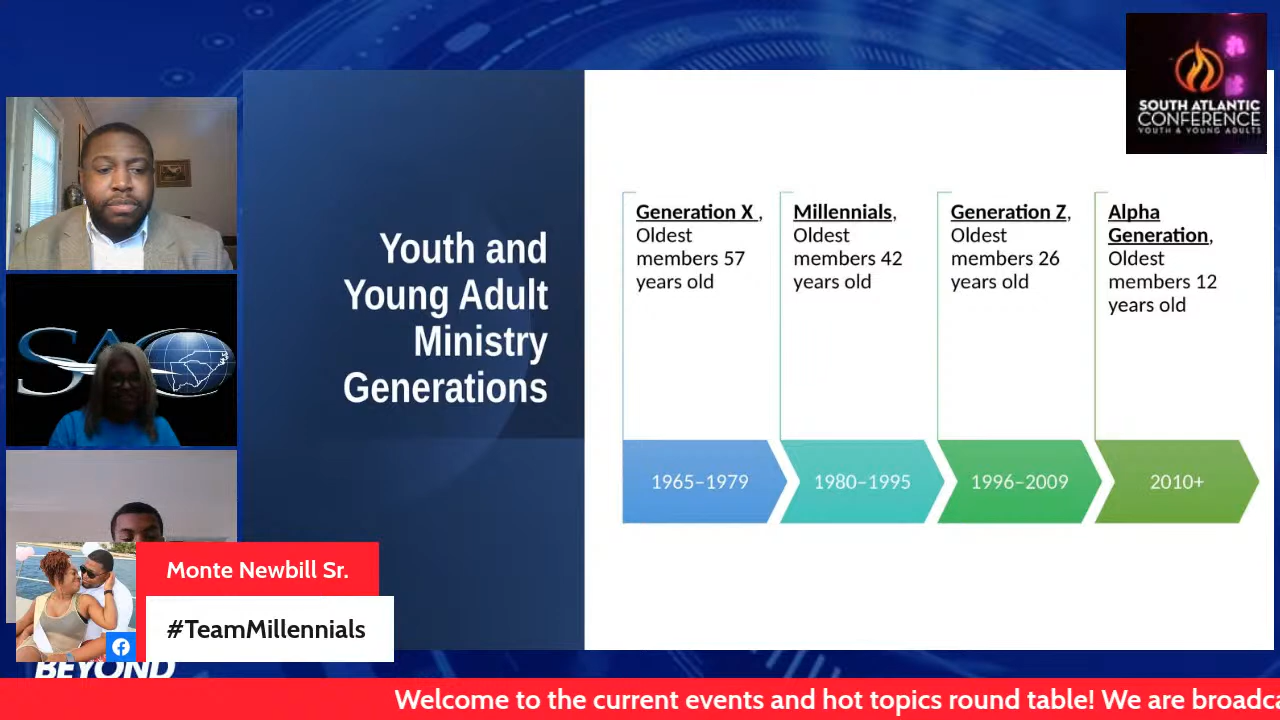 NEWS
SOUTH ATLANTIC
CONFERENCE
YOUTH & YOUNG ADULTS
SAC
Youth and
Young Adult
Ministry
Generations
Generation X ,
Oldest
members 57
years old
Millennials,
Oldest
members 42
years old
Generation Z,
Oldest
members 26
years old
Alpha
Generation,
Oldest
members 12
years old
1965–1979
1980–1995
1996–2009
2010+
Monte Newbill Sr.
#TeamMillennials
BEYOND
Welcome to the current events and hot topics round table! We are broadca